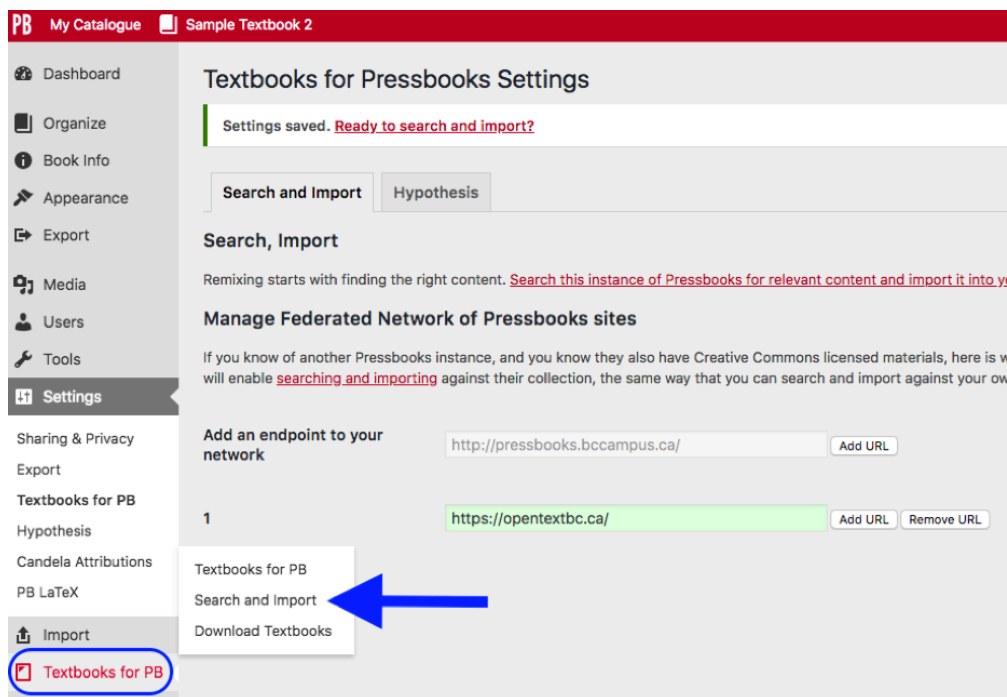 PB My Catalogue Sample Textbook 2
Dashboard
Organize
Book Info
Appearance
Export
Media
Users
Tools
Settings
Sharing & Privacy
Export
Textbooks for PB
Hypothesis
Candela Attributions
PB LaTeX
Import
Textbooks for PB
Textbooks for PB
Search and Import
Download Textbooks
Textbooks for Pressbooks Settings
Settings saved. Ready to search and import?
Search and Import Hypothesis
Search, Import
Remixing starts with finding the right content. Search this instance of Pressbooks for relevant content and import it into
Manage Federated Network of Pressbooks sites
If you know of another Pressbooks instance, and you know they also have Creative Commons licensed materials, here is
will enable searching and importing against their collection, the same way that you can search and import against your
Add an endpoint to your
network
http://pressbooks.bccampus.ca/ Add URL
1 https://opentextbc.ca/ Add URL Remove URL